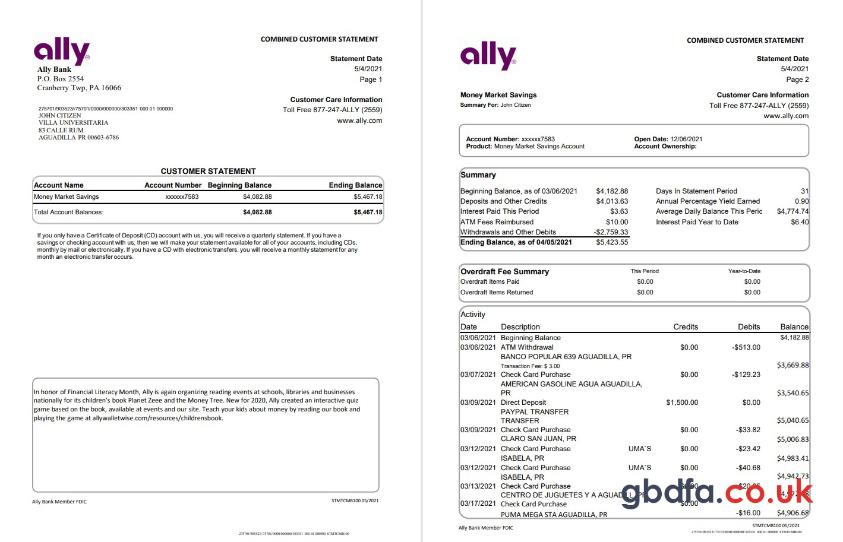 ally
Ally Bank
P.O. Box 2554
Cranberry Twp, PA 16066
COMBINED CUSTOMER STATEMENT
Statement Date
5/4/2021
Page 1
Customer Care Information
Toll Free 877-247-ALLY (2559)
www.ally.com
JOHN CITIZEN
VILLA UNIVERSITARIA
83 CALLE RUM
AGUADILLA PR 00603-6786
CUSTOMER STATEMENT
Account Name Account Number Beginning Balance Ending Balance
Money Market Savings xxxxxx7583 $4,082.88 $5,467.18
Total Account Balances: $4,082.88 $5,467.18
If you only have a Certificate of Deposit (CD) account with us, you will receive a quarterly statement. If you have a
savings or checking account with us, then we will make your statement available for all of your accounts, including CDs,
monthly by mail or electronically. If you have a CD with electronic transfers, you will receive a monthly statement for any
month an electronic transfer occurs.
In honor of Financial Literacy Month, Ally is again organizing reading events at schools, libraries and businesses
nationally for its children's book Planet Zeee and the Money Tree. New for 2020, Ally created an interactive quiz
game based on the book, available at events and our site. Teach your kids about money by reading our book and
playing the game at allywalletwise.com/resources/childrensbook.
Ally Bank Member FDIC
ally
COMBINED CUSTOMER STATEMENT
Statement Date
5/4/2021
Page 2
Money Market Savings
Summary For: John Citizen
Customer Care Information
Toll Free 877-247-ALLY (2559)
www.ally.com
Account Number: xxxxxx7583 Open Date: 12/06/2021
Product: Money Market Savings Account Account Ownership:
Summary
Beginning Balance, as of 03/06/2021 $4,182.88 Days In Statement Period 31
Deposits and Other Credits $4,013.63 Annual Percentage Yield Earned 0.90
Interest Paid This Period $3.63 Average Daily Balance This Peric $4,774.74
ATM Fees Reimbursed $10.00 Interest Paid Year to Date $6.40
Withdrawals and Other Debits -$2,759.33
Ending Balance, as of 04/05/2021 $5,423.55
Overdraft Fee Summary This Period Year-to-Date
Overdraft Items Paid $0.00 $0.00
Overdraft Items Returned $0.00 $0.00
Activity
Date Description Credits Debits Balance
03/06/2021 Beginning Balance $4,182.88
03/06/2021 ATM Withdrawal $0.00 -$513.00
BANCO POPULAR 639 AGUADILLA, PR
Transaction Fee: $ 3.00 $3,669.88
03/07/2021 Check Card Purchase $0.00 -$129.23
AMERICAN GASOLINE AGUA AGUADILLA,
PR $3,540.65
03/09/2021 Direct Deposit $1,500.00 $0.00
PAYPAL TRANSFER
TRANSFER $5,040.65
03/09/2021 Check Card Purchase $0.00 -$33.82
CLARO SAN JUAN, PR $5,006.83
03/12/2021 Check Card Purchase UMA`S $0.00 -$23.42
ISABELA, PR $4,983.41
03/12/2021 Check Card Purchase UMA`S $0.00 -$40.68
ISABELA, PR $4,942.73
03/13/2021 Check Card Purchase
CENTRO DE JUGUETES Y A AGUADILLA, PR
03/17/2021 Check Card Purchase $0.00
PUMA MEGA STA AGUADILLA, PR -$16.00 $4,906.68
gbdfa.co.uk
Ally Bank Member FDIC